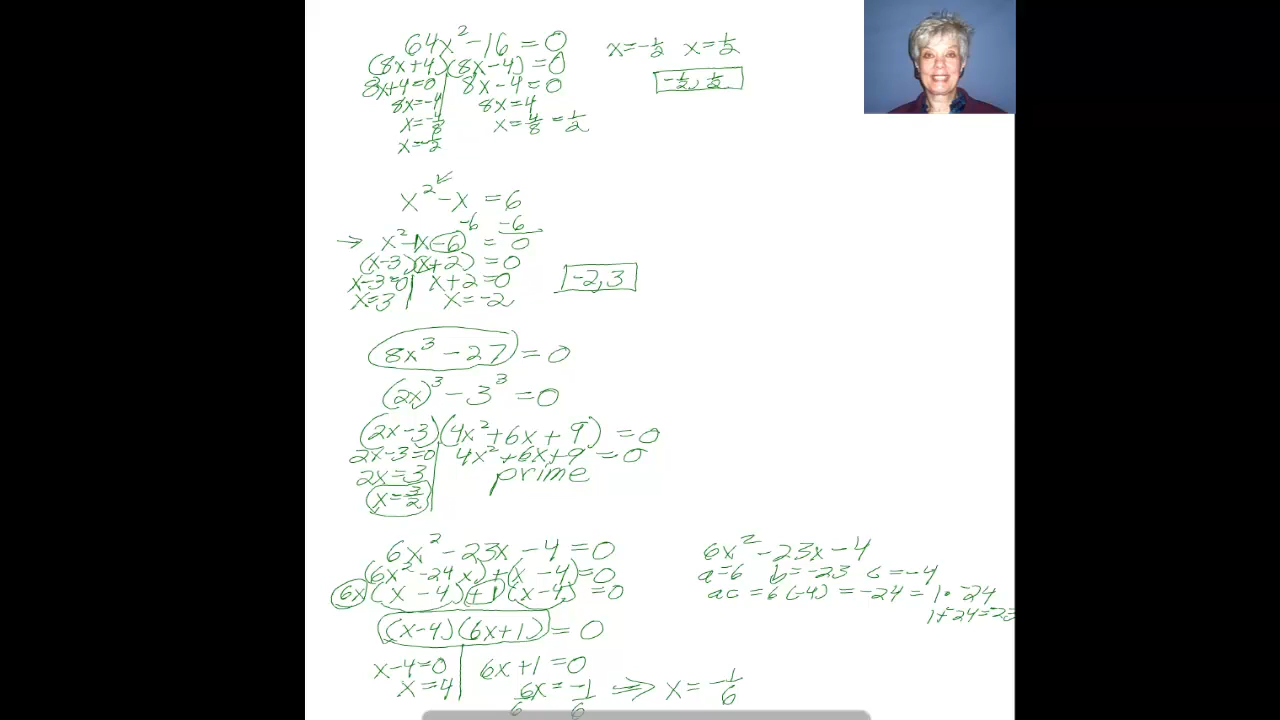 64x² - 16 = 0
(8x+4)(8x-4) = 0
8x+4=0 | 8x - 4 = 0
8x=-4 8x = 4
x=-4/8 x = 4/8 = 1/2
x=-1/2
x=-1/2 x=1/2
-1/2, 1/2
x² - x = 6
-6 -6
→ x² - 1x - 6 = 0
(x-3)(x+2) = 0
x-3=0 | x+2=0
x=3 x=-2
-2, 3
8x³ - 27 = 0
(2x)³ - 3³ = 0
(2x-3)(4x²+6x+9) = 0
2x-3=0 | 4x²+6x+9 = 0
2x=3 prime
x=3/2
6x² - 23x - 4 = 0
(6x² - 24x) + (x - 4) = 0
6x(x - 4) + 1(x-4) = 0
(x-4)(6x+1) = 0
x-4=0 | 6x+1=0
x=4 6x = -1 ⇒ x = -1/6
6 6
6x² - 23x - 4
a=6 b=-23 c=-4
ac = 6(-4) = -24 = 1·-24
1+-24=-23